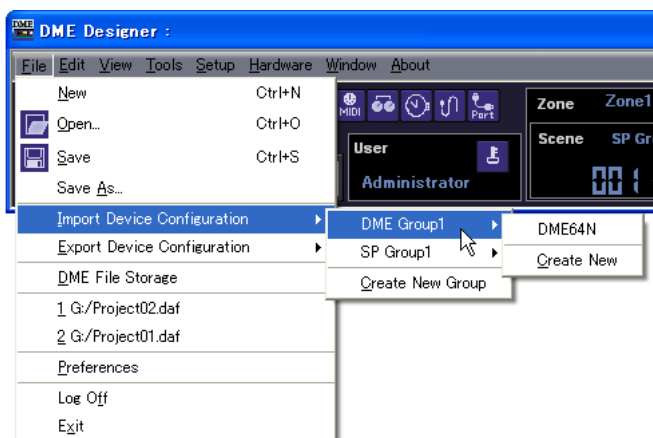 DME DME Designer :
File Edit View Tools Setup Hardware Window About
New Ctrl+N
Open... Ctrl+O
Save Ctrl+S
Save As...
Import Device Configuration
Export Device Configuration
DME File Storage
1 G:/Project02.daf
2 G:/Project01.daf
Preferences
Log Off
Exit
MIDI Port
User
Administrator
Zone Zone1
Scene SP Gr
001
DME Group1
SP Group1
Create New Group
DME64N
Create New